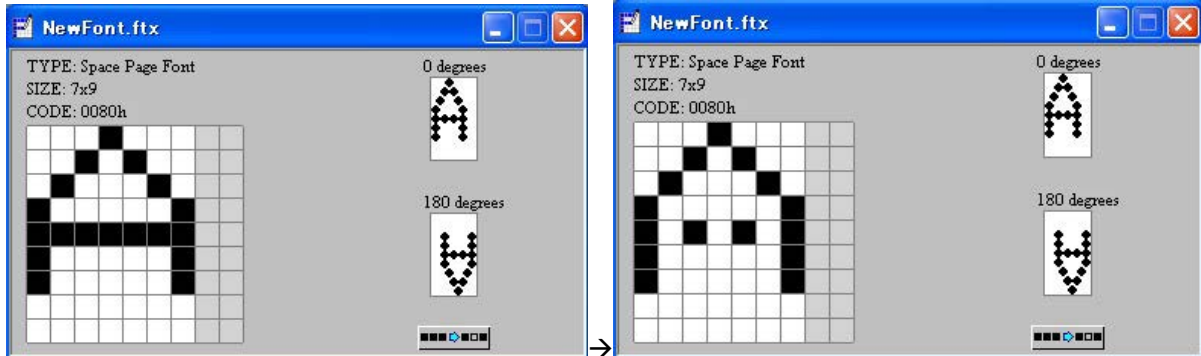 NewFont.ftx
TYPE: Space Page Font
SIZE: 7x9
CODE: 0080h
0 degrees
180 degrees
→
NewFont.ftx
TYPE: Space Page Font
SIZE: 7x9
CODE: 0080h
0 degrees
180 degrees